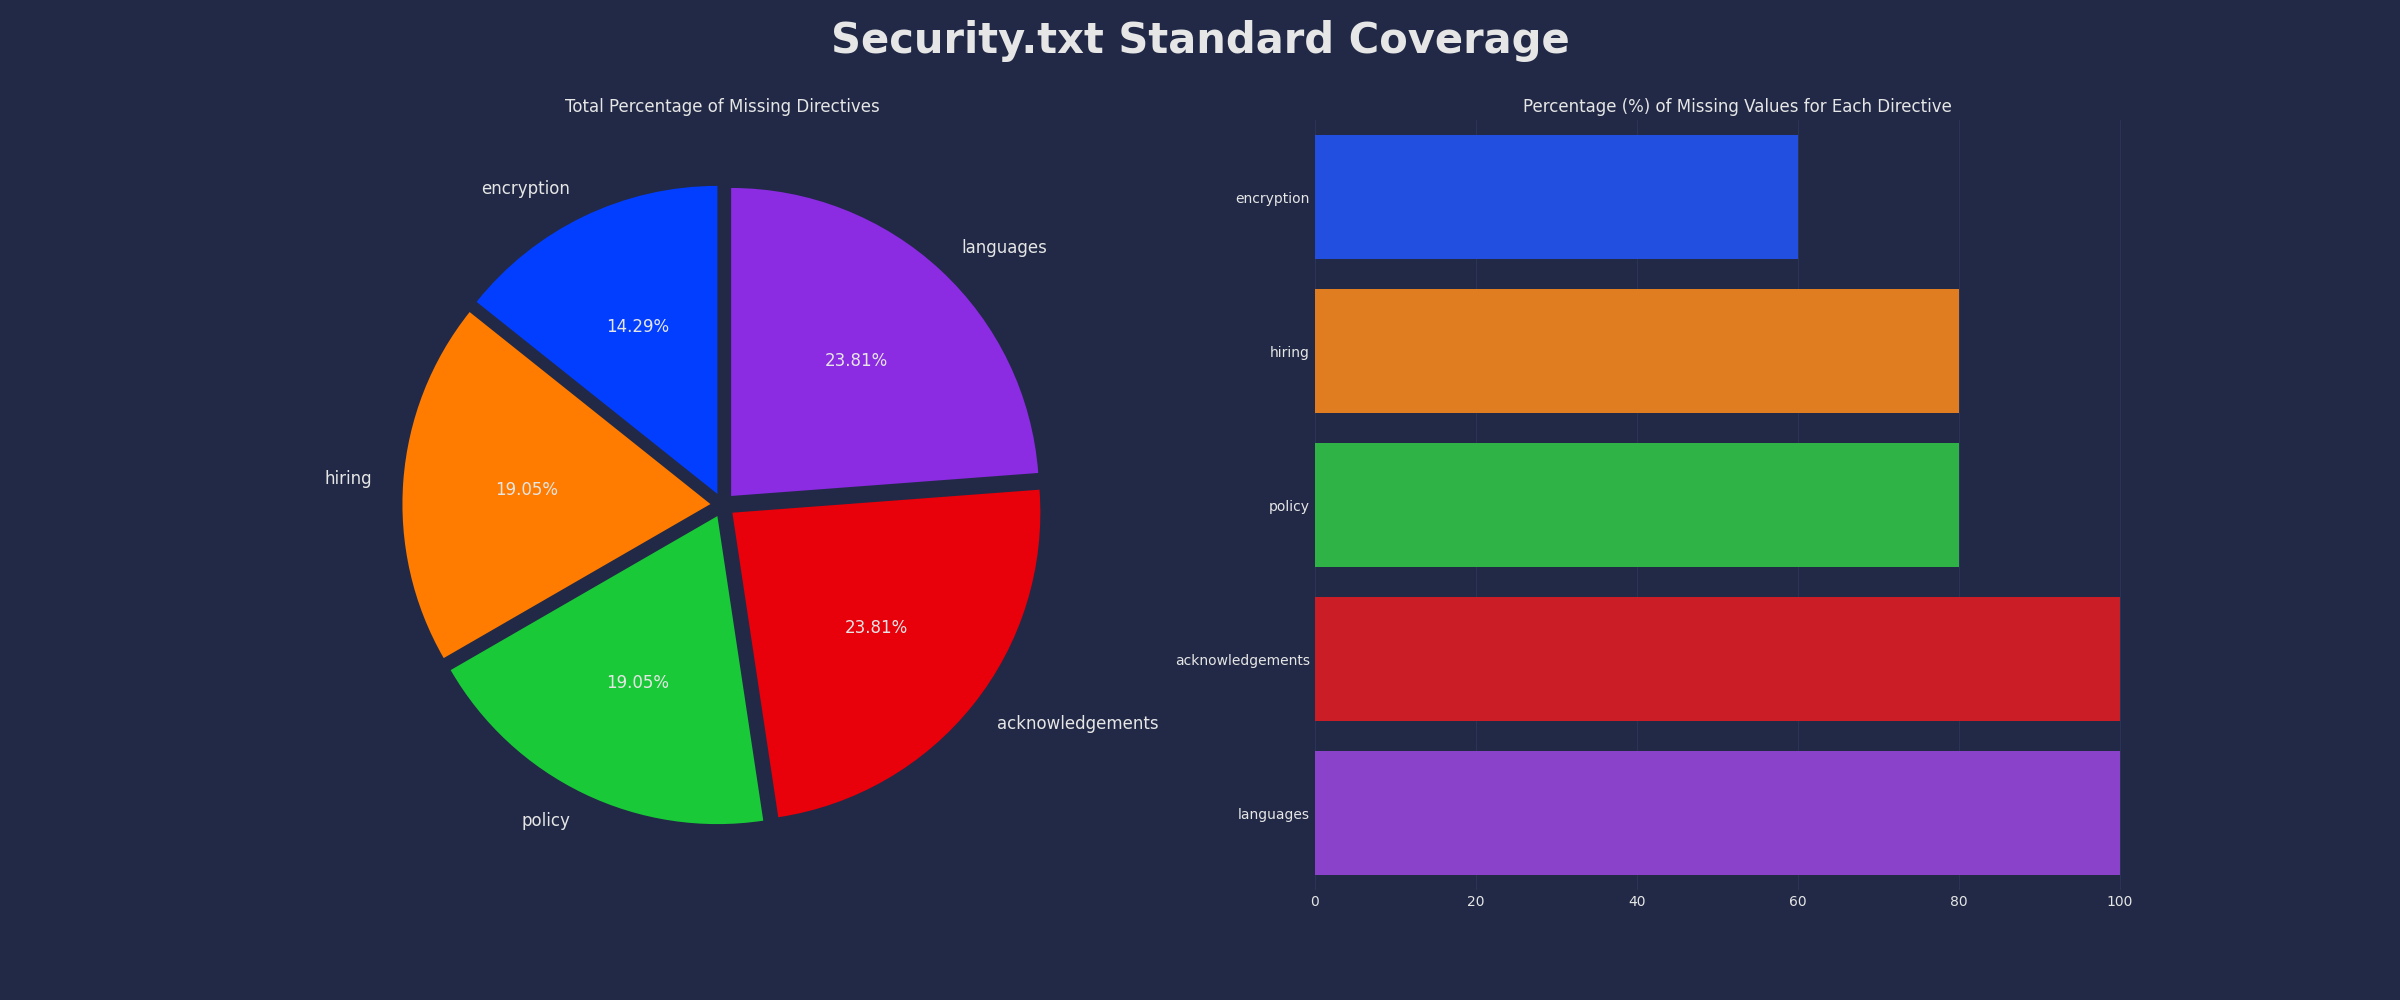 Security.txt Standard Coverage
Total Percentage of Missing Directives
encryption
languages
14.29%
23.81%
hiring
19.05%
23.81%
19.05%
acknowledgements
policy
Percentage (%) of Missing Values for Each Directive
encryption
hiring
policy
acknowledgements
languages
0 20 40 60 80 100